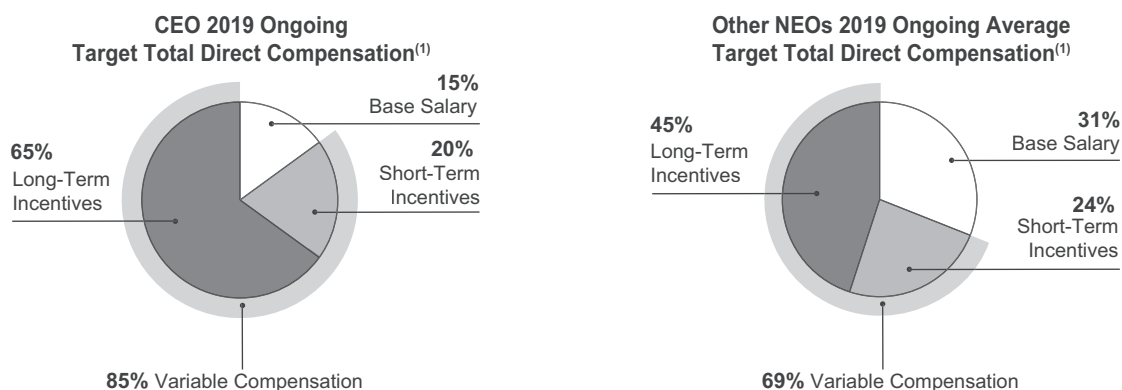 CEO 2019 Ongoing
Target Total Direct Compensation(1)
15%
Base Salary
65%
Long-Term
Incentives
20%
Short-Term
Incentives
85% Variable Compensation
Other NEOs 2019 Ongoing Average
Target Total Direct Compensation(1)
45%
Long-Term
Incentives
31%
Base Salary
24%
Short-Term
Incentives
69% Variable Compensation